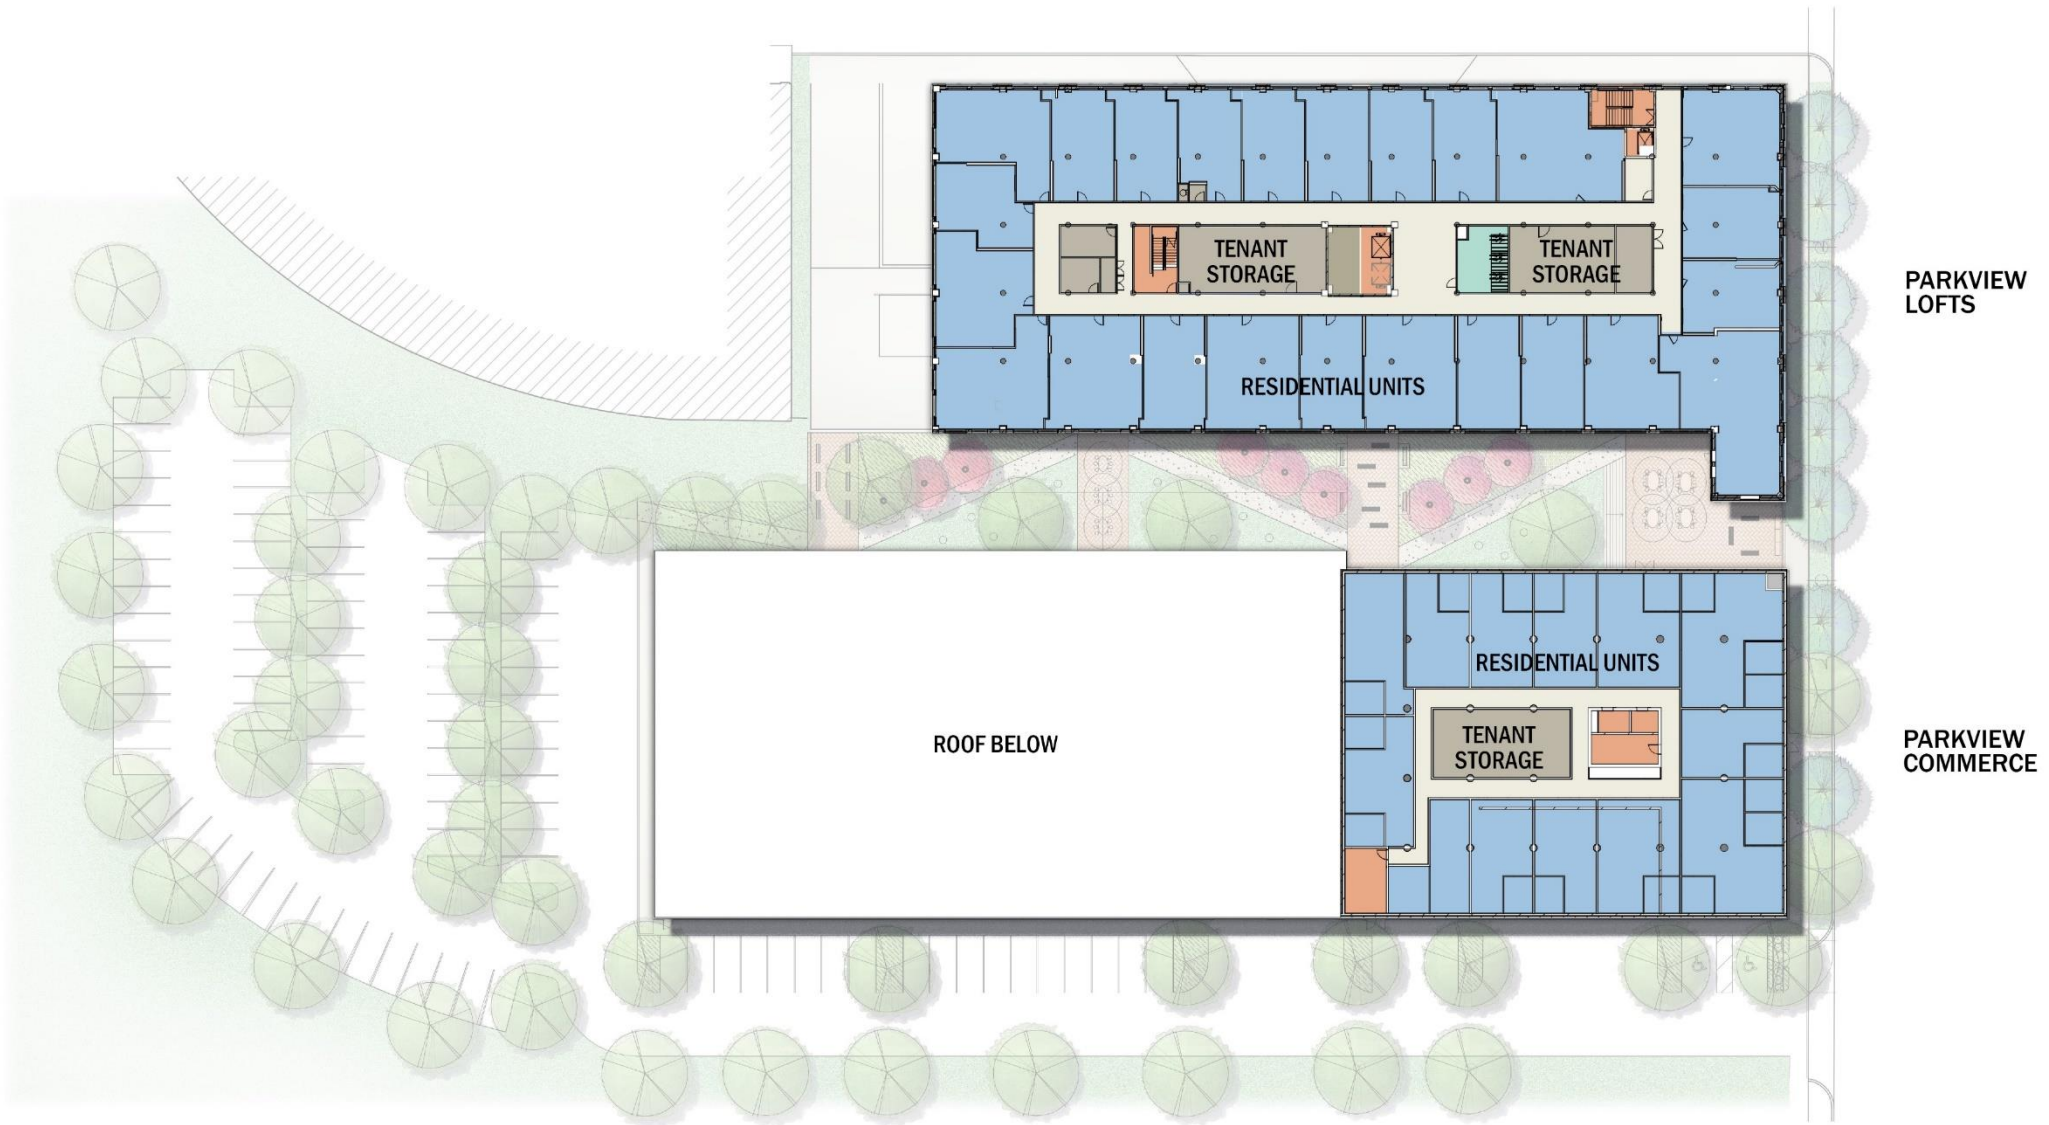 TENANT
STORAGE
TENANT
STORAGE
PARKVIEW
LOFTS
RESIDENTIAL UNITS
RESIDENTIAL UNITS
ROOF BELOW
TENANT
STORAGE
PARKVIEW
COMMERCE